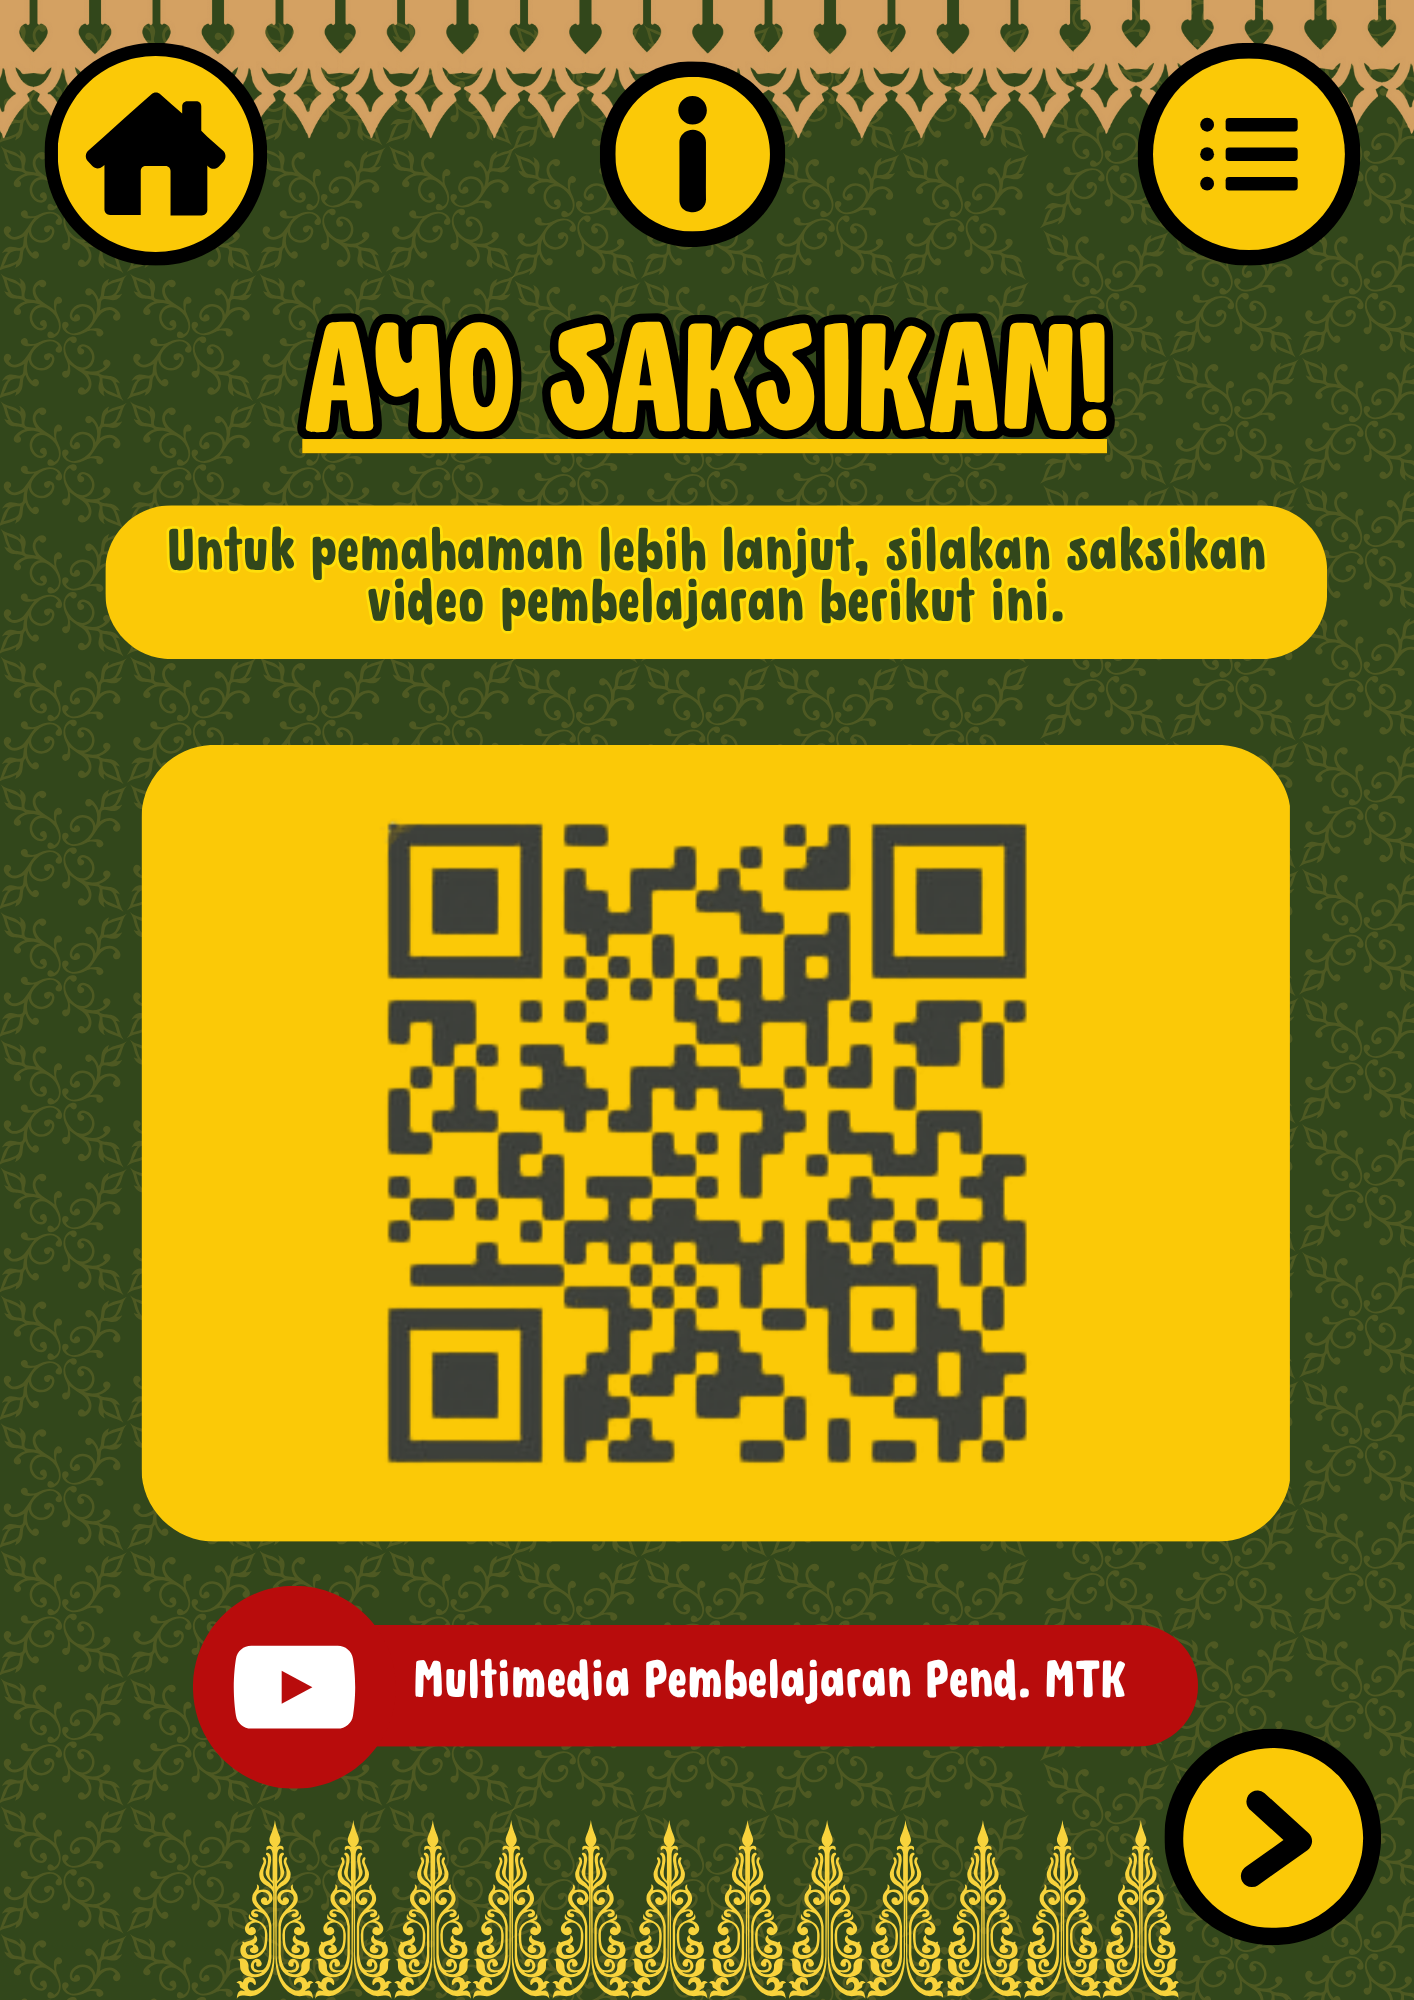 AYO SAKSIKAN!
Untuk pemahaman lebih lanjut, silakan saksikan
video pembelajaran berikut ini.
Multimedia Pembelajaran Pend. MTK